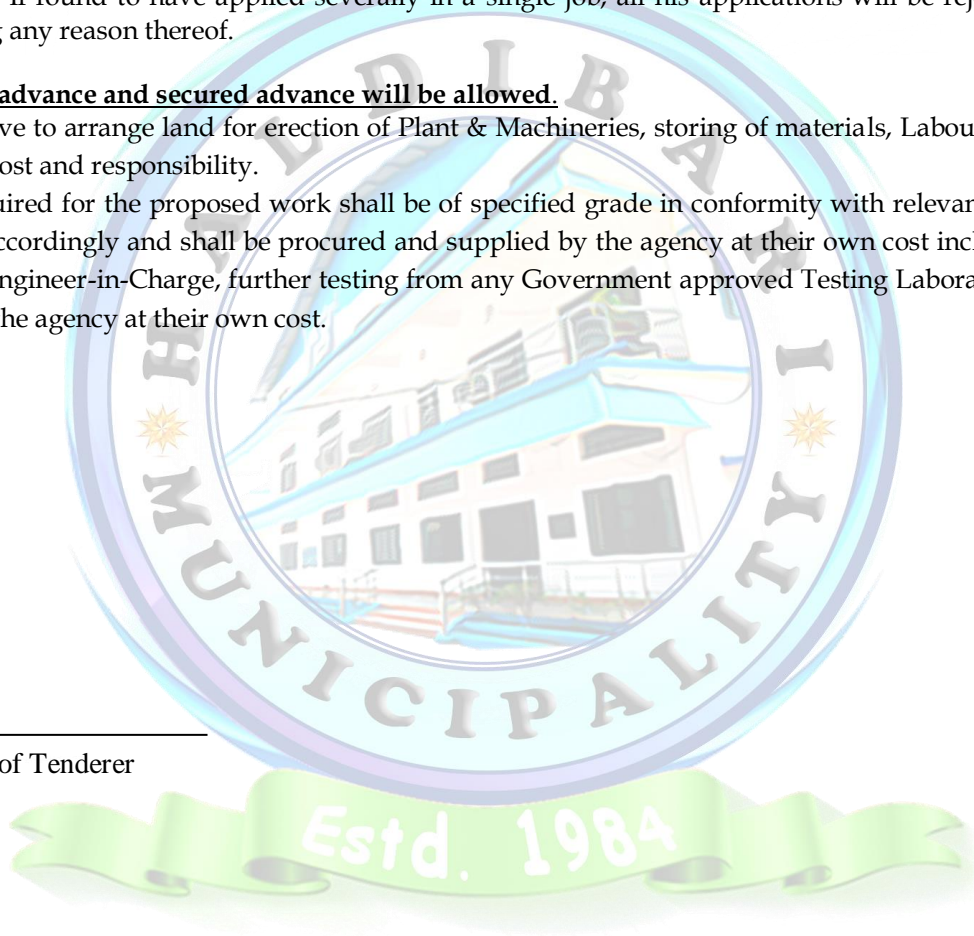 If found to have applied severally in a single job, all his applications will be rej
g any reason thereof.
advance and secured advance will be allowed.
ve to arrange land for erection of Plant & Machineries, storing of materials, Labou
ost and responsibility.
uired for the proposed work shall be of specified grade in conformity with relevan
ccordingly and shall be procured and supplied by the agency at their own cost incl
ngineer-in-Charge, further testing from any Government approved Testing Labora
the agency at their own cost.
HALDIBARI
MUNICIPALITY
of Tenderer
Estd. 1984